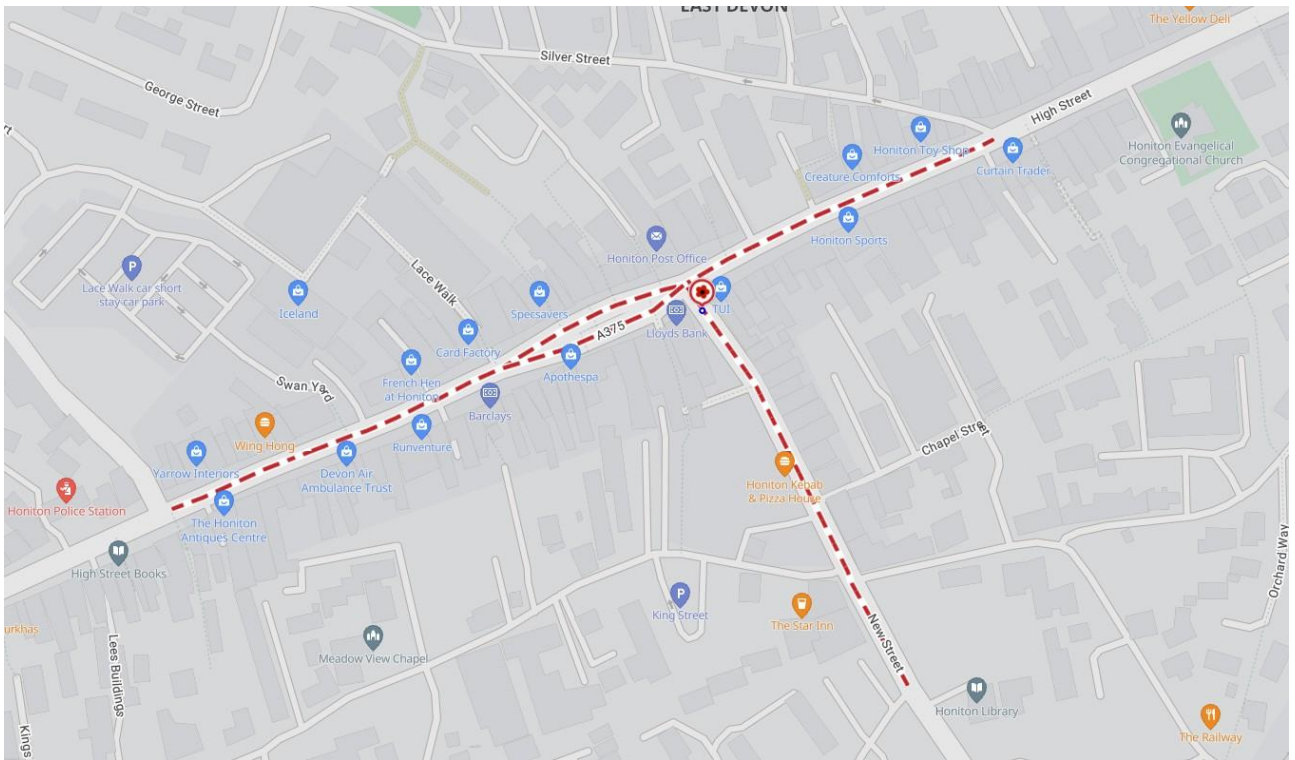 EAST DEVON
The Yellow Deli
Silver Street
George Street
High Street
Honiton Evangelical
Congregational Church
Honiton Toy Shop
Creature Comforts
Curtain Trader
Honiton Sports
Honiton Post Office
Lace Walk
Lace Walk car short
stay car park
P
Iceland
Specsavers
TUI
Lloyds Bank
A375
Card Factory
Apothespa
French Hen
at Honiton
Swan Yard
Barclays
Wing Hong
Runventure
Yarrow Interiors
Devon Air
Ambulance Trust
Chapel Street
Honiton Kebab
& Pizza House
Honiton Police Station
The Honiton
Antiques Centre
High Street Books
Orchard Way
P
King Street
The Star Inn
New Street
Meadow View Chapel
Lees Buildings
Honiton Library
Kings
The Railway